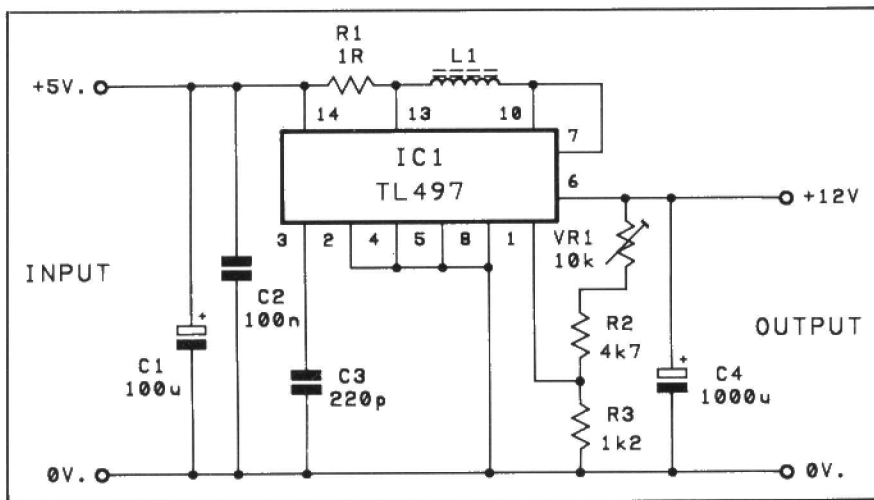 R1
1R
L1
+5V.
14
13
10
7
IC1
TL497
6
+12V
3
2
4
5
8
1
VR1
10k
INPUT
C2
100n
R2
4k7
OUTPUT
C1
+
100u
C3
220p
C4
+
1000u
R3
1k2
0V.
0V.